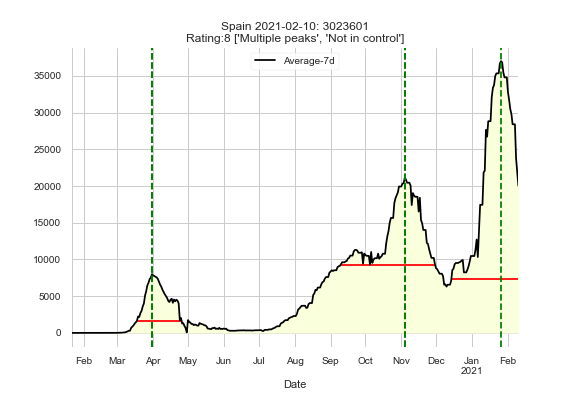 Spain 2021-02-10: 3023601
Rating:8 ['Multiple peaks', 'Not in control']
Average-7d
35000
30000
25000
20000
15000
10000
5000
0
Feb Mar Apr May Jun Jul Aug Sep Oct Nov Dec Jan Feb
2021
Date